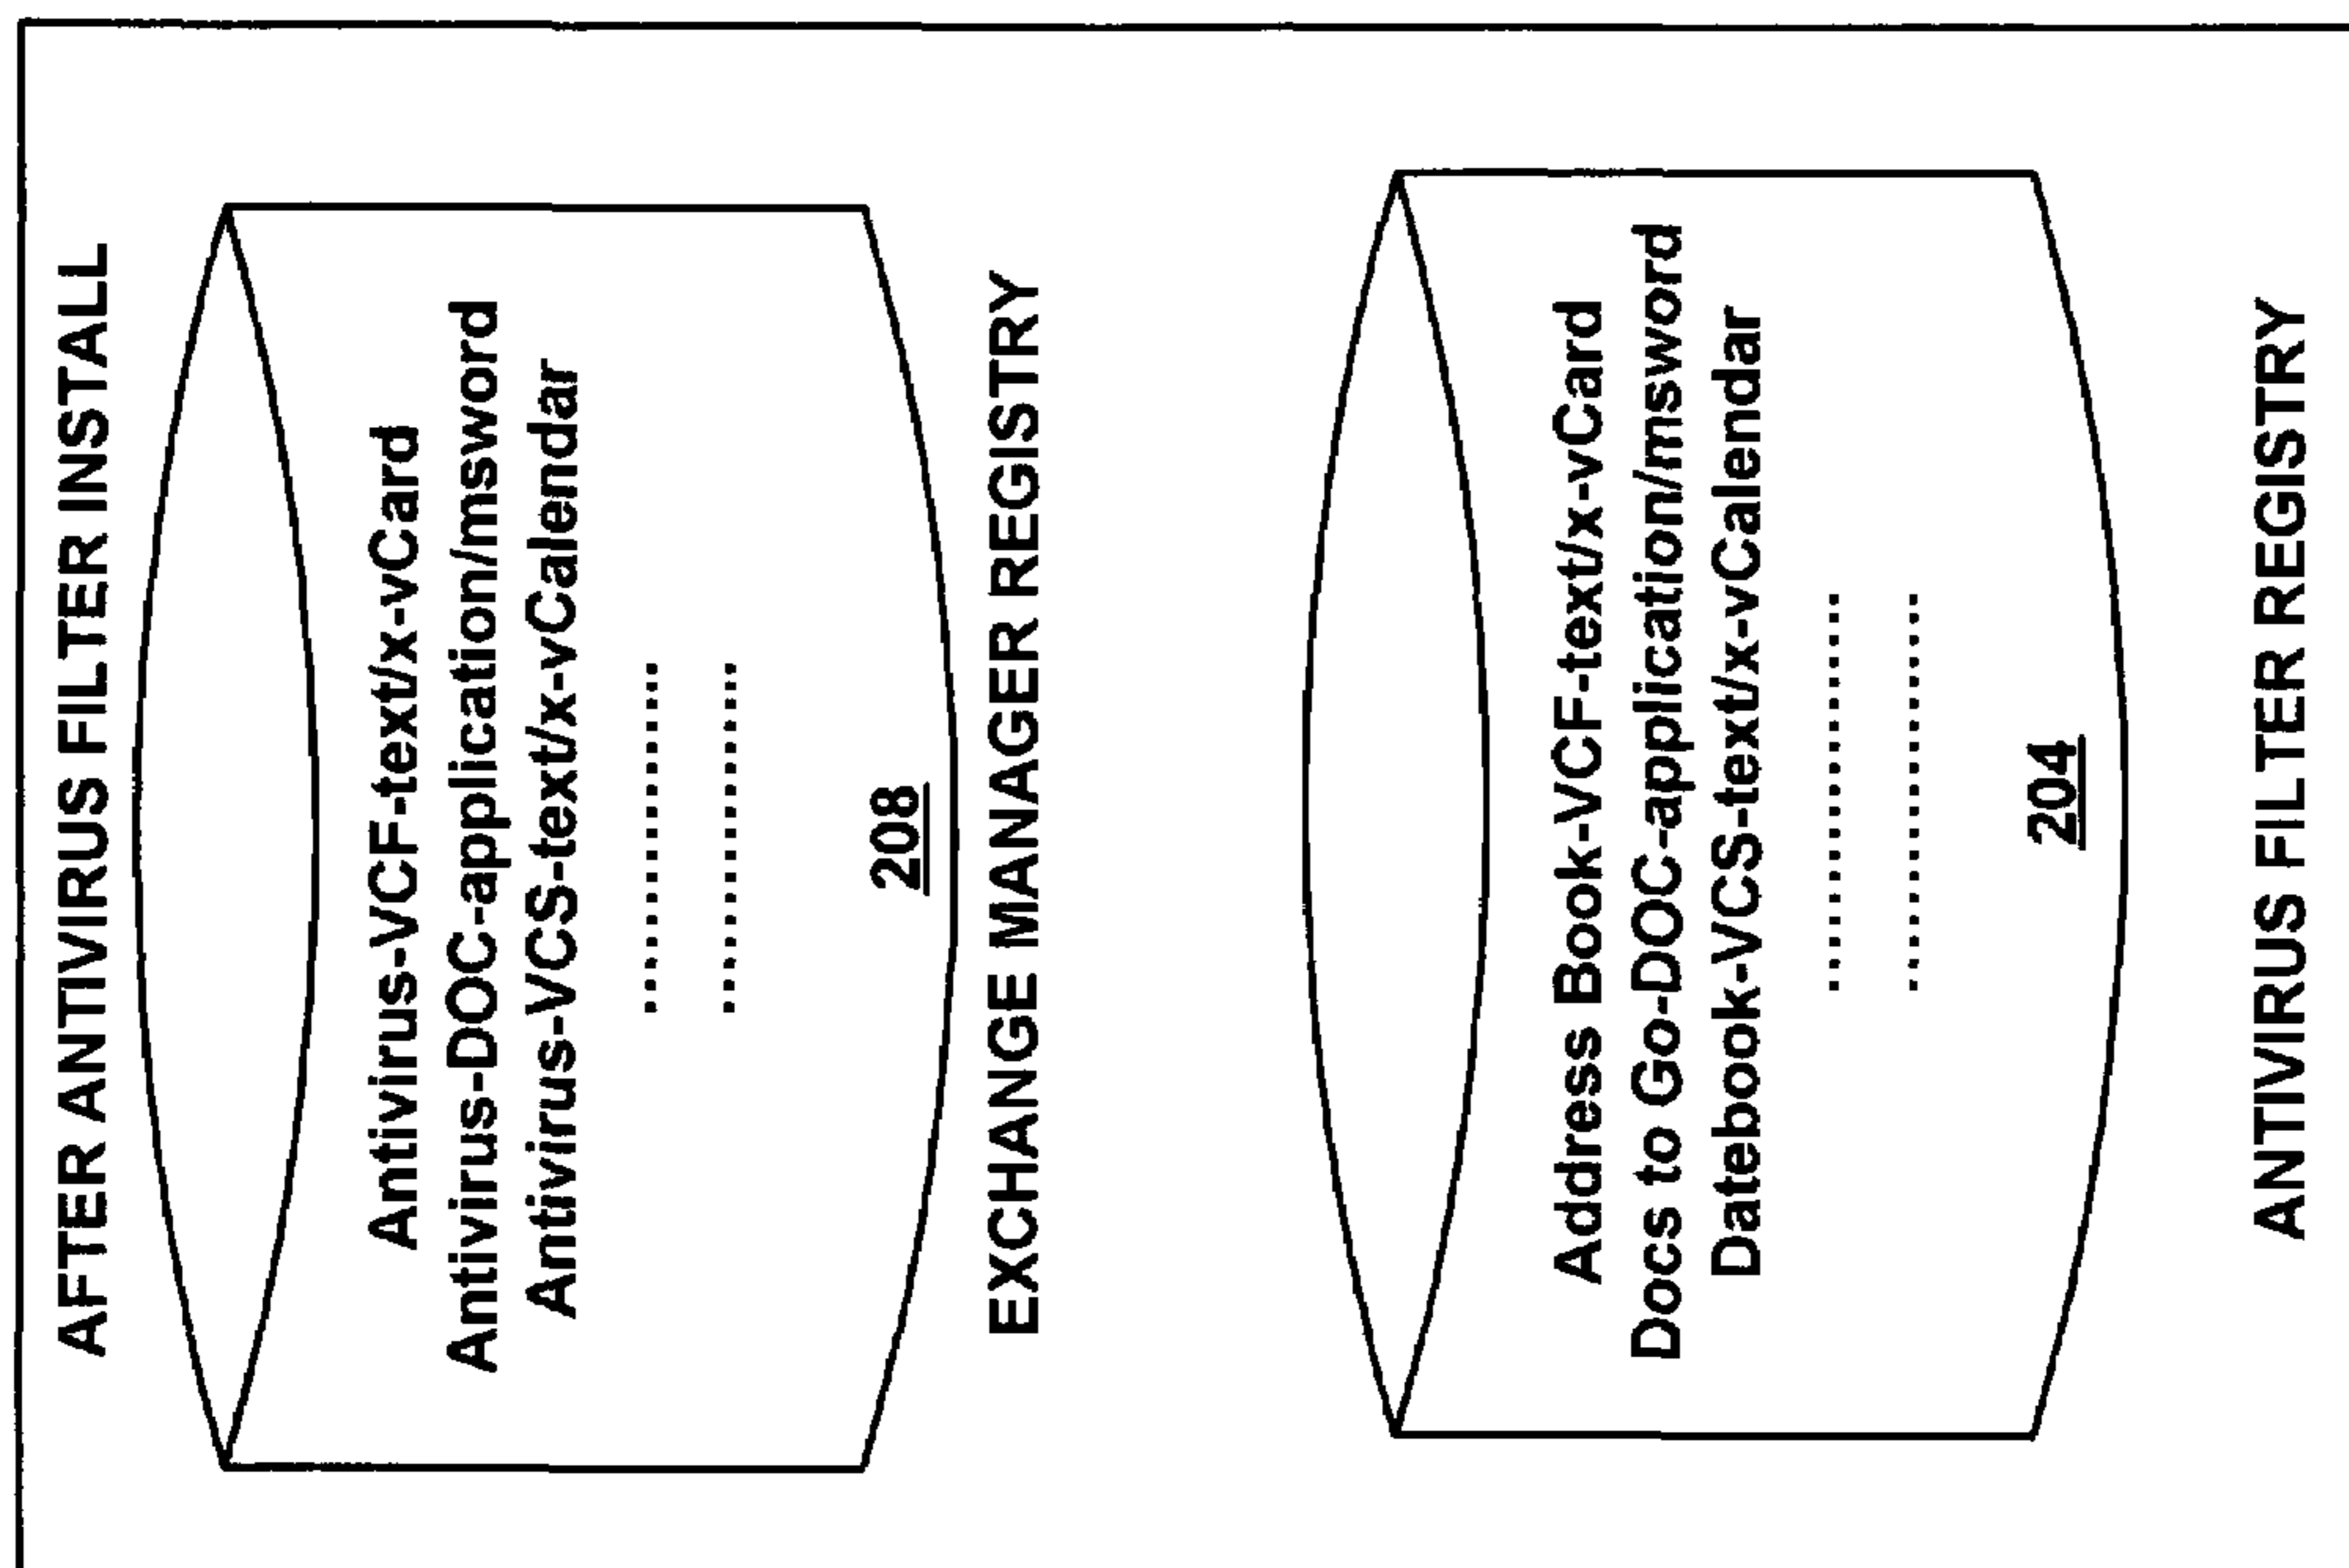 AFTER ANTIVIRUS FILTER INSTALL
Antivirus-VCF-text/x-vCard
Antivirus-DOC-application/msword
Antivirus-VCS-text/x-vCalendar
.................
.................
208
EXCHANGE MANAGER REGISTRY
Address Book-VCF-text/x-vCard
Docs to Go-DOC-application/msword
Datebook-VCS-text/x-vCalendar
...................
...................
204
ANTIVIRUS FILTER REGISTRY